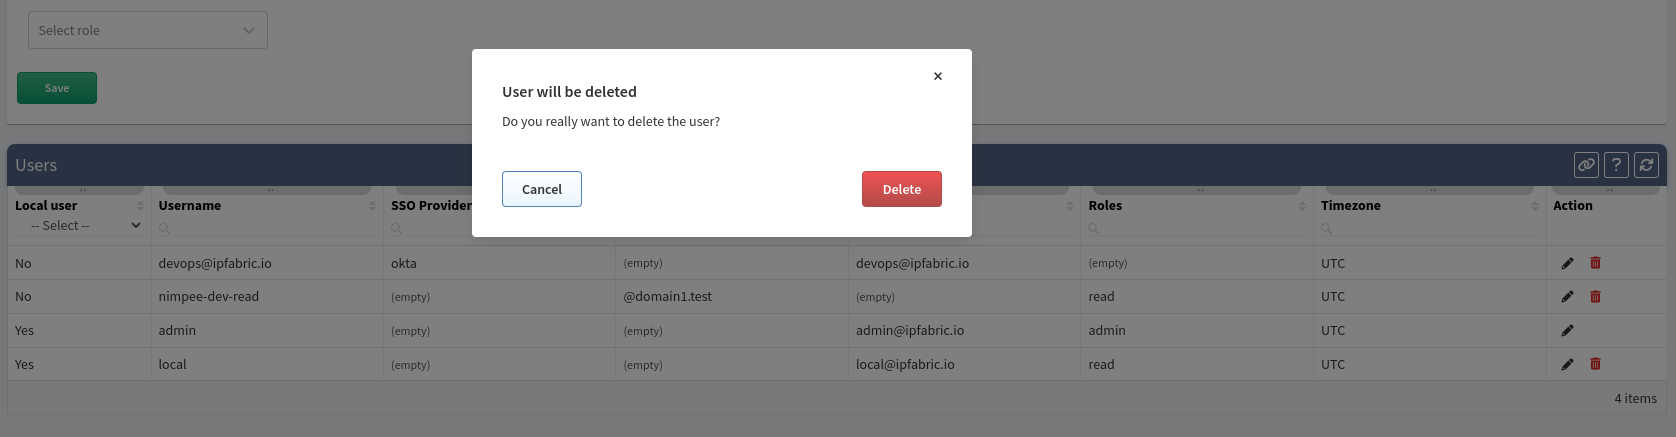 Select role
Save
×
User will be deleted
Do you really want to delete the user?
Cancel
Delete
Users
?
Local user Username SSO Provider Roles Timezone Action
-- Select --
No devops@ipfabric.io okta (empty) devops@ipfabric.io (empty) UTC
No nimpee-dev-read (empty) @domain1.test (empty) read UTC
Yes admin (empty) (empty) admin@ipfabric.io admin UTC
Yes local (empty) (empty) local@ipfabric.io read UTC
4 items